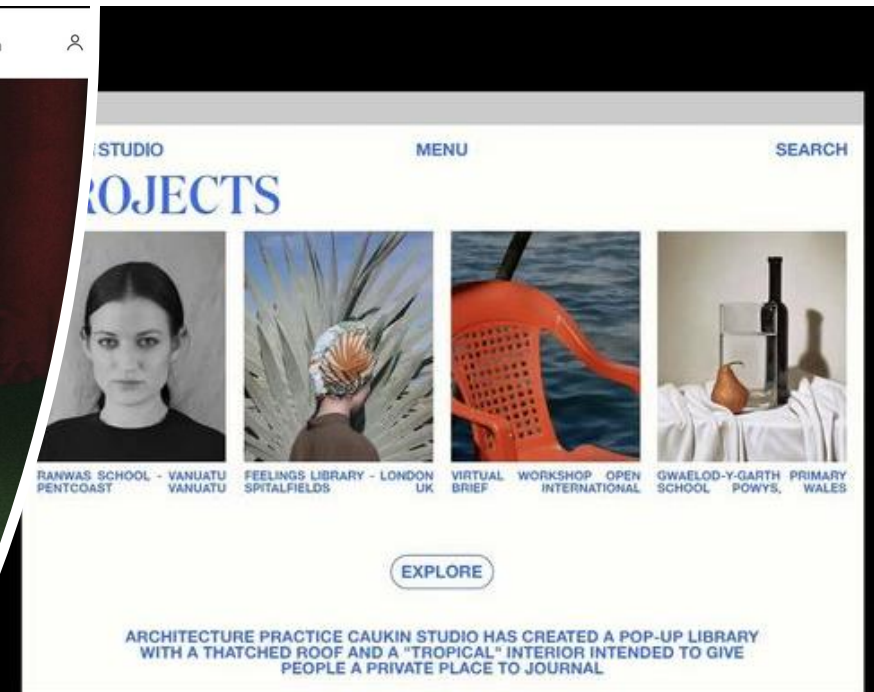 STUDIO
MENU
SEARCH
ROJECTS
RANWAS SCHOOL - VANUATU
PENTCOAST VANUATU
FEELINGS LIBRARY - LONDON
SPITALFIELDS UK
VIRTUAL WORKSHOP OPEN
BRIEF INTERNATIONAL
GWAELOD-Y-GARTH PRIMARY
SCHOOL POWYS, WALES
EXPLORE
ARCHITECTURE PRACTICE CAUKIN STUDIO HAS CREATED A POP-UP LIBRARY
WITH A THATCHED ROOF AND A "TROPICAL" INTERIOR INTENDED TO GIVE
PEOPLE A PRIVATE PLACE TO JOURNAL